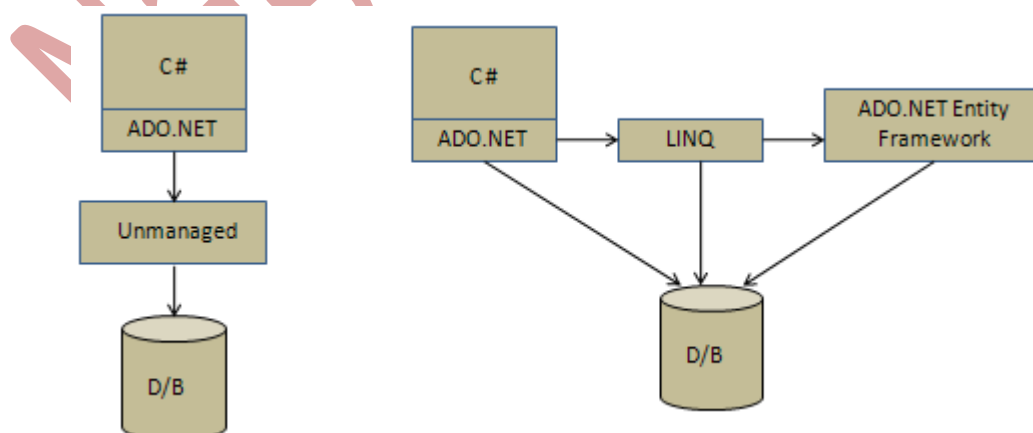 C#
ADO.NET
Unmanaged
D/B
C#
ADO.NET
LINQ
ADO.NET Entity
Framework
D/B